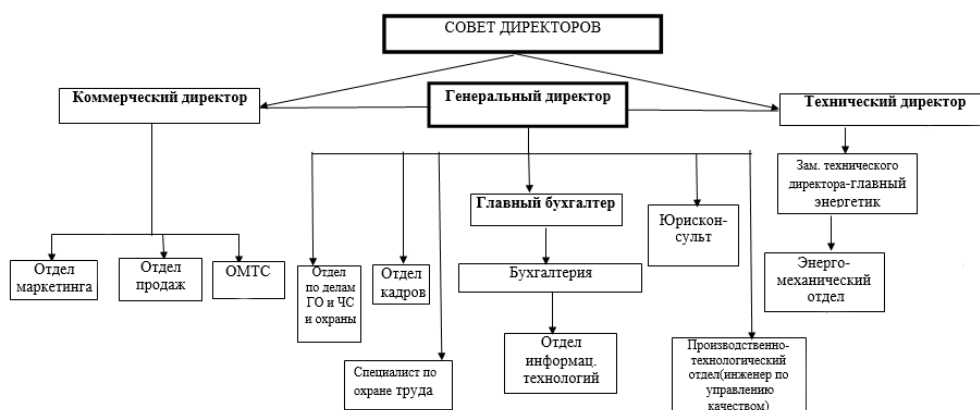 СОВЕТ ДИРЕКТОРОВ
Коммерческий директор
Генеральный директор
Технический директор
Зам. технического
директора-главный
энергетик
Главный бухгалтер
Юрискон-
сульт
Отдел
маркетинга
Отдел
продаж
ОМТС
Отдел
по делам
ГО и ЧС
и охраны
Отдел
кадров
Бухгалтерия
Энерго-
механический
отдел
Специалист по
охране труда
Отдел
информац.
технологий
Производственно-
технологический
отдел(инженер по
управлению
качеством)